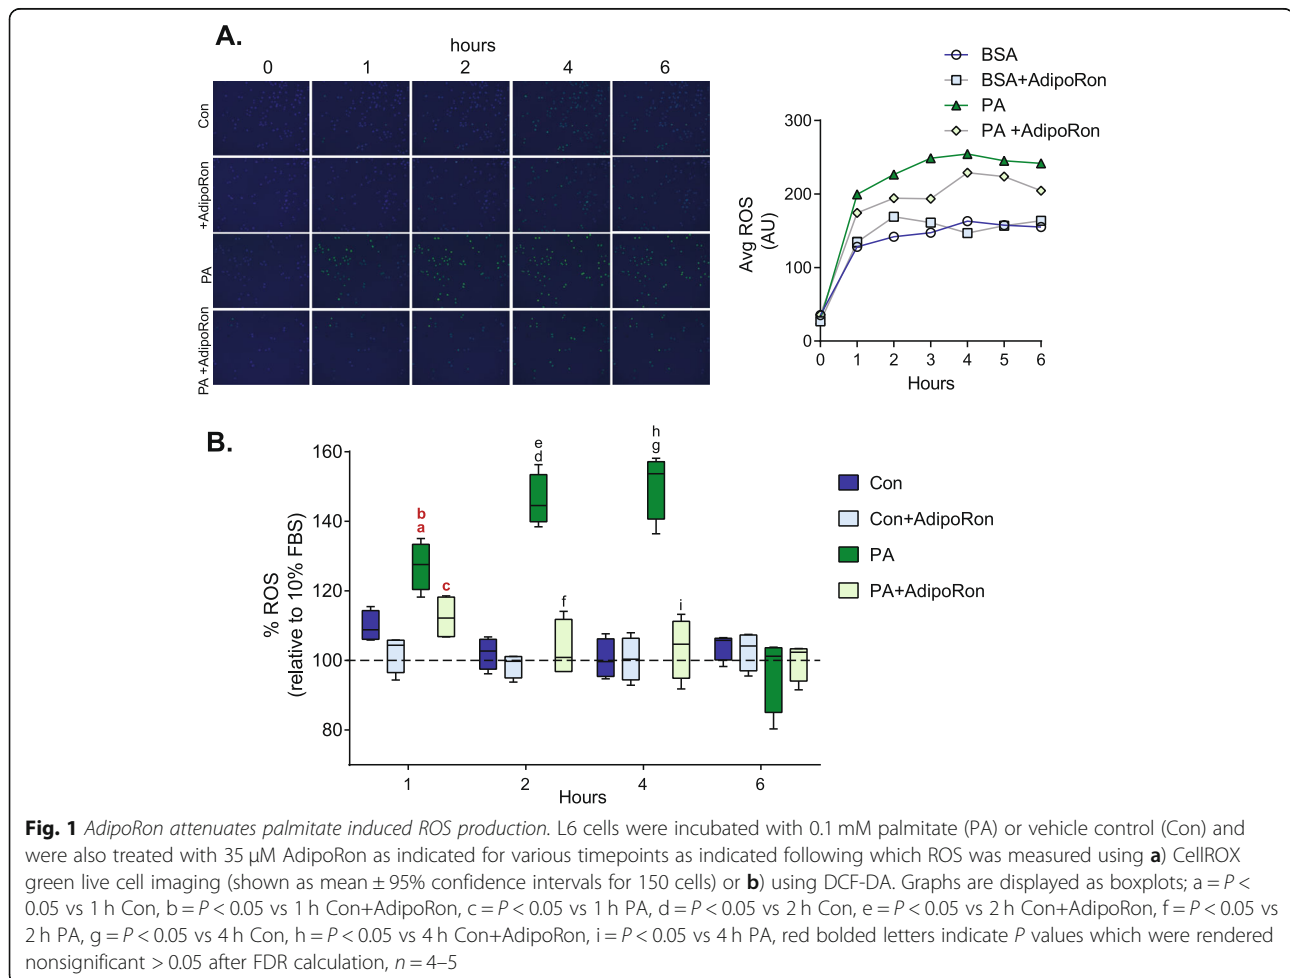 A.
hours
0 1 2 4 6
Con
+AdipoRon
PA
PA +AdipoRon
BSA
BSA+AdipoRon
PA
PA +AdipoRon
300
200
100
0
Avg ROS
(AU)
0 1 2 3 4 5 6
Hours
B.
160
140
120
100
80
% ROS
(relative to 10% FBS)
b
a
c
e
d
f
h
g
i
1 2 4 6
Hours
Con
Con+AdipoRon
PA
PA+AdipoRon
Fig. 1 AdipoRon attenuates palmitate induced ROS production. L6 cells were incubated with 0.1 mM palmitate (PA) or vehicle control (Con) and
were also treated with 35 μM AdipoRon as indicated for various timepoints as indicated following which ROS was measured using a) CellROX
green live cell imaging (shown as mean ± 95% confidence intervals for 150 cells) or b) using DCF-DA. Graphs are displayed as boxplots; a = P <
0.05 vs 1 h Con, b = P < 0.05 vs 1 h Con+AdipoRon, c = P < 0.05 vs 1 h PA, d = P < 0.05 vs 2 h Con, e = P < 0.05 vs 2 h Con+AdipoRon, f = P < 0.05 vs
2 h PA, g = P < 0.05 vs 4 h Con, h = P < 0.05 vs 4 h Con+AdipoRon, i = P < 0.05 vs 4 h PA, red bolded letters indicate P values which were rendered
nonsignificant > 0.05 after FDR calculation, n = 4–5